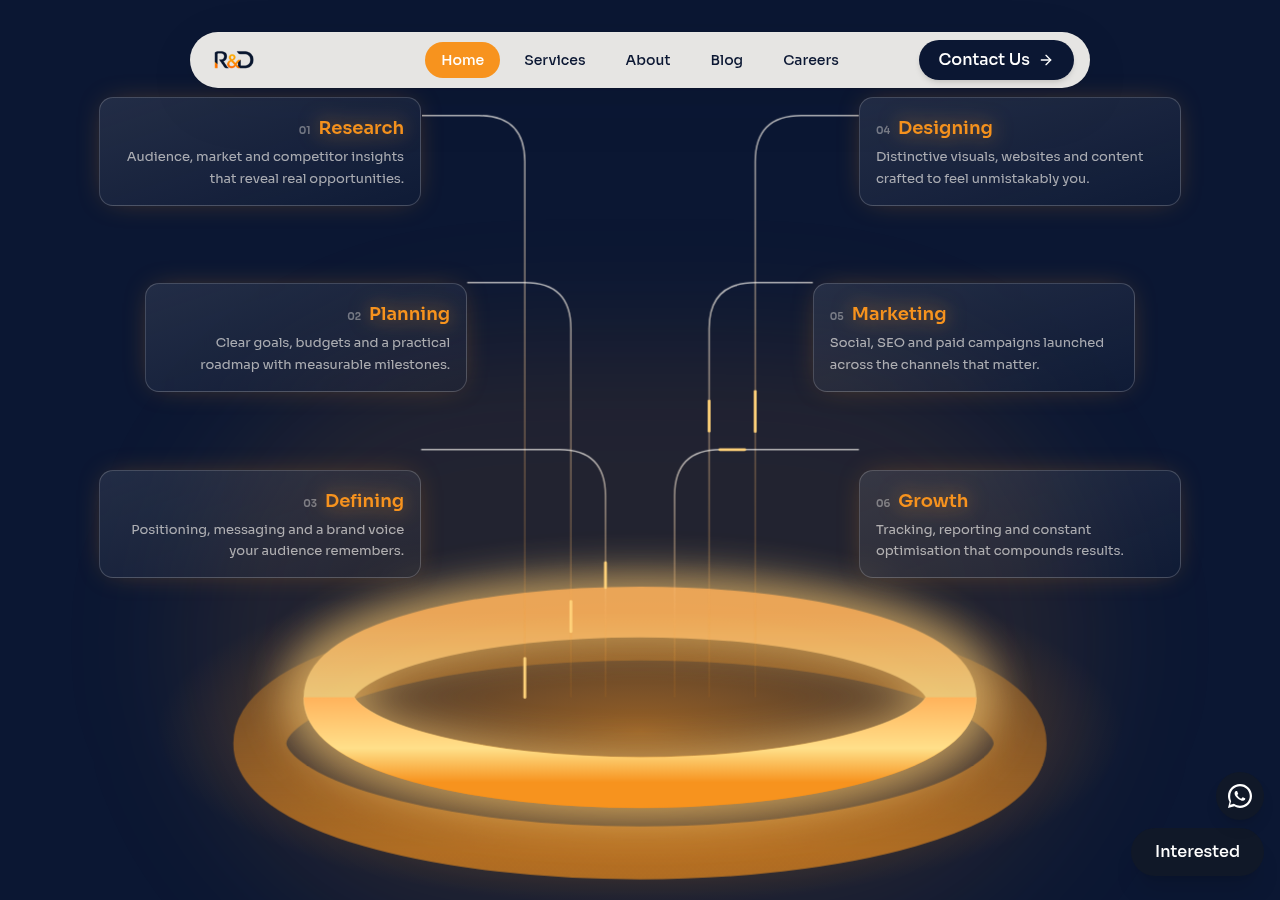 R&D
Home
Services
About
Blog
Careers
Contact Us
01 Research
Audience, market and competitor insights
that reveal real opportunities.
04 Designing
Distinctive visuals, websites and content
crafted to feel unmistakably you.
02 Planning
Clear goals, budgets and a practical
roadmap with measurable milestones.
05 Marketing
Social, SEO and paid campaigns launched
across the channels that matter.
03 Defining
Positioning, messaging and a brand voice
your audience remembers.
06 Growth
Tracking, reporting and constant
optimisation that compounds results.
Interested